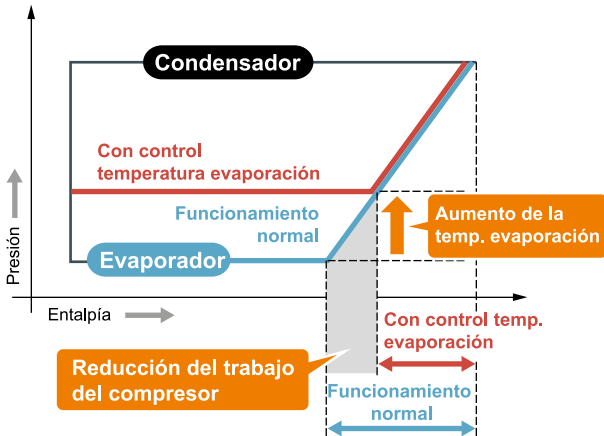 Condensador
Con control
temperatura evaporación
Funcionamiento
normal
Aumento de la
temp. evaporación
Evaporador
Presión
Entalpía
Con control temp.
evaporación
Reducción del trabajo
del compresor
Funcionamiento
normal